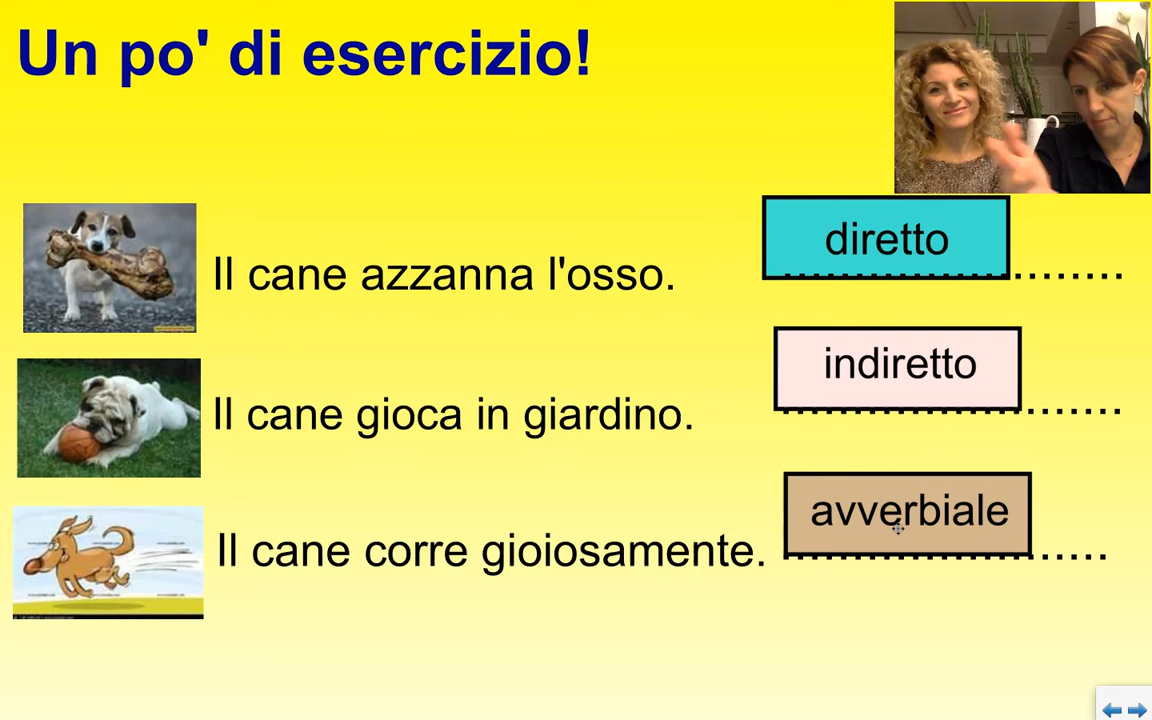 Un po' di esercizio!
diretto
Il cane azzanna l'osso. ........................
indiretto
Il cane gioca in giardino. ........................
avverbiale
Il cane corre gioiosamente. .......................